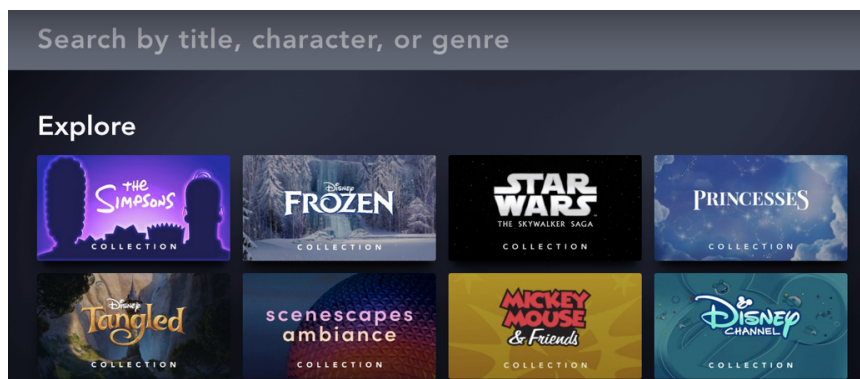 Search by title, character, or genre
Explore
THE
SIMPSONS
COLLECTION
Disney
FROZEN
COLLECTION
STAR
WARS
THE SKYWALKER SAGA
COLLECTION
PRINCESSES
COLLECTION
Disney
Tangled
COLLECTION
scenescapes
ambiance
COLLECTION
MICKEY
MOUSE
& Friends
COLLECTION
DISNEY
CHANNEL
COLLECTION